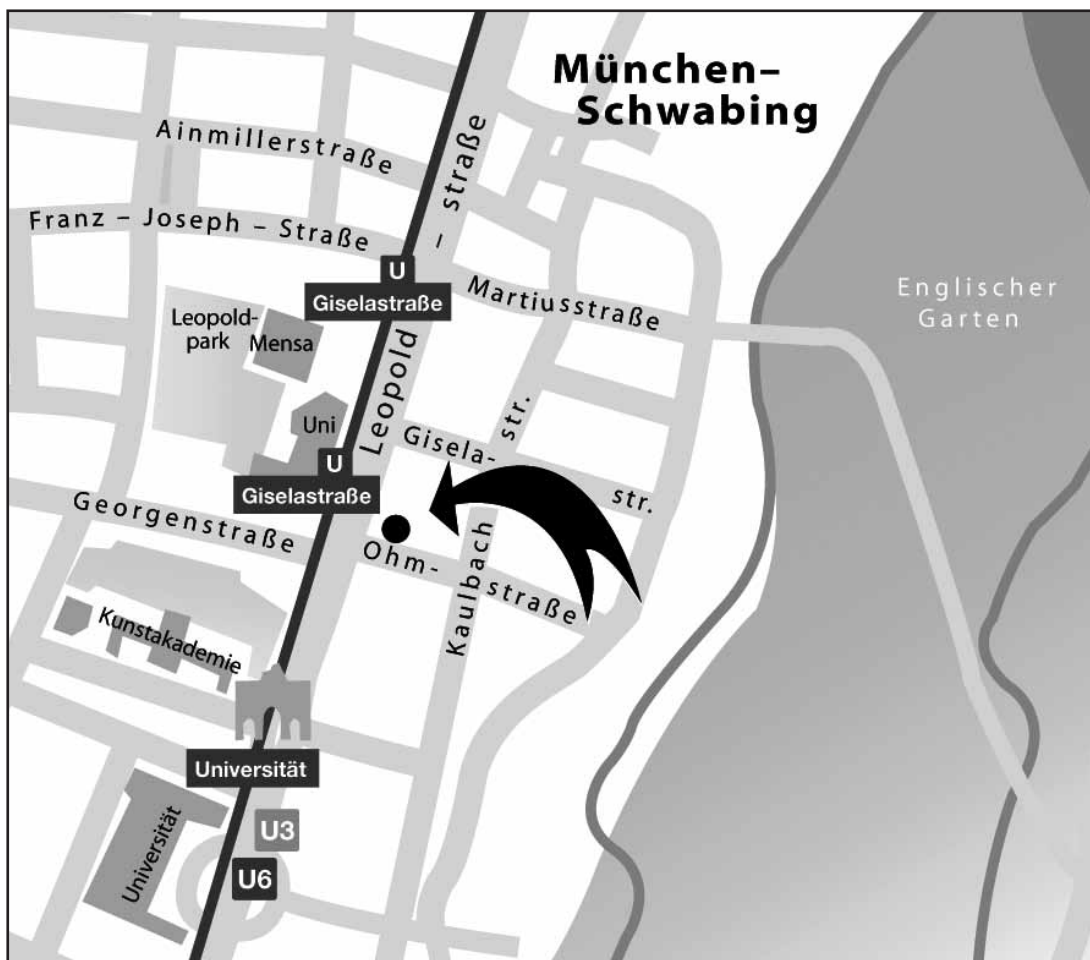 München–
Schwabing
Ainmillerstraße
– straße
Franz – Joseph – Straße
U
Giselastraße
Martiusstraße
Englischer
Garten
Leopold-
park
Mensa
Leopold
Uni
Gisela-
str.
str.
U
Giselastraße
Georgenstraße
Ohm-
straße
Kaulbach
Kunstakademie
Universität
Universität
U3
U6